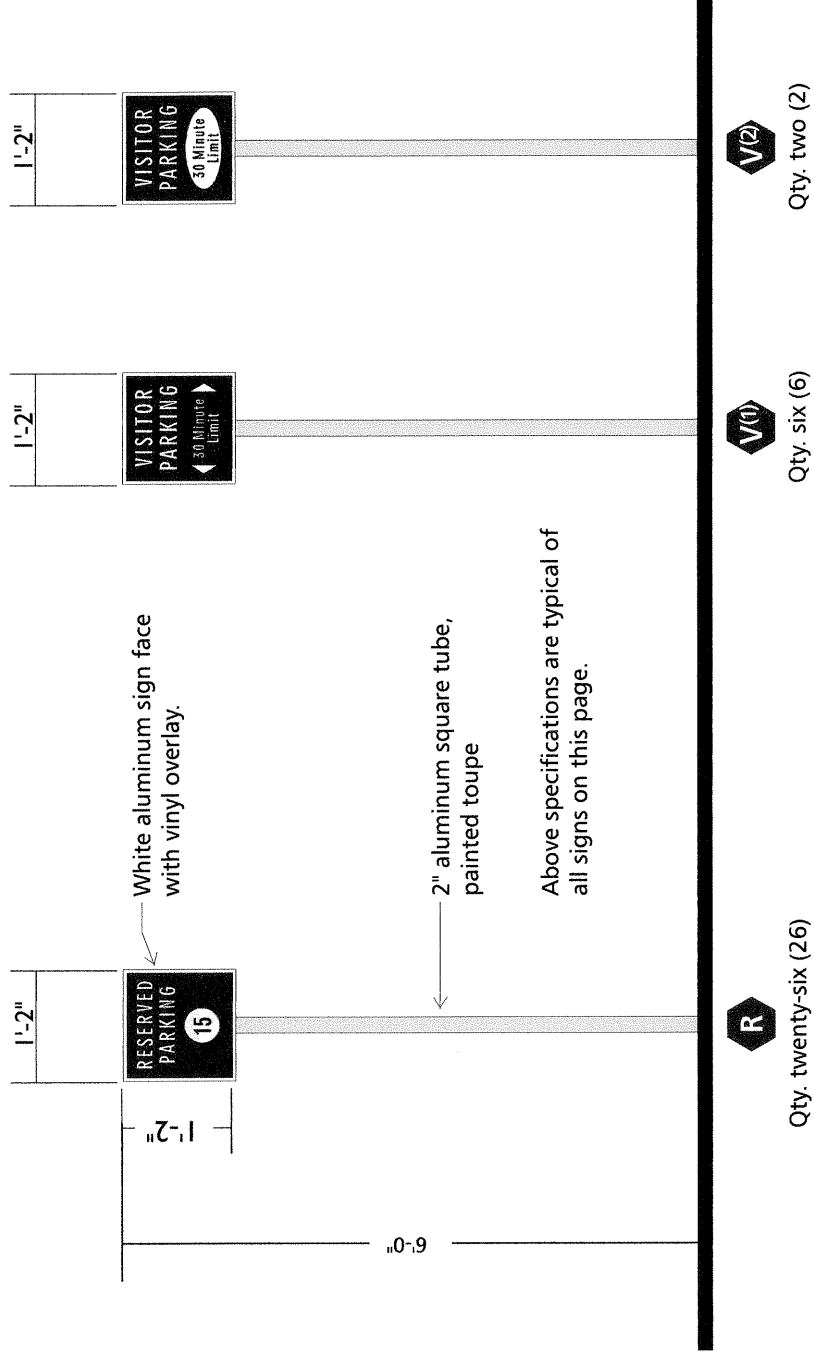 1'-2"
1'-2"
1'-2"
RESERVED
PARKING
15
VISITOR
PARKING
30 Minute
Limit
VISITOR
PARKING
30 Minute
Limit
1'-2"
White aluminum sign face
with vinyl overlay.
6'-0"
2" aluminum square tube,
painted toupe
Above specifications are typical of
all signs on this page.
R
V(1)
V(2)
Qty. twenty-six (26)
Qty. six (6)
Qty. two (2)